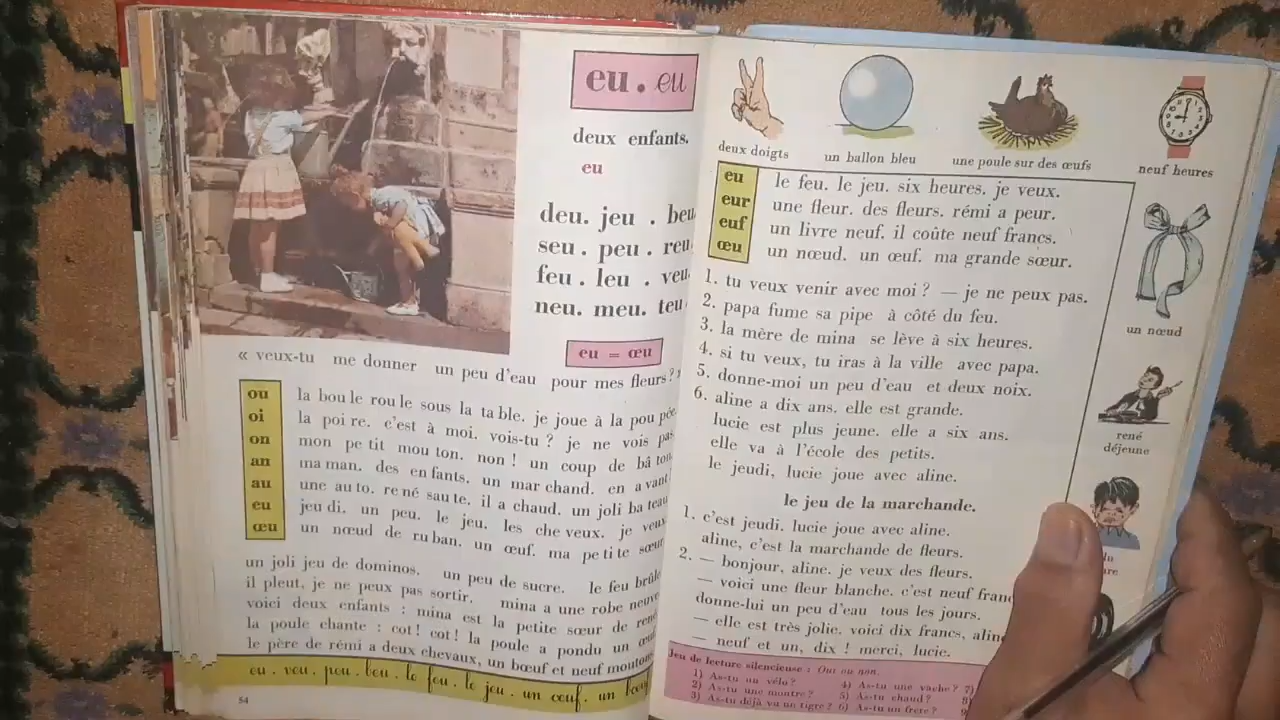 eu . eu
deux enfants.
eu
deu. jeu . beu.
seu . peu . reu
feu . leu . veu.
neu. meu. teu
eu = œu
« veux-tu me donner un peu d'eau pour mes fleurs ? »
ou
oi
on
an
au
eu
œu
la bou le rou le sous la ta ble. je joue à la pou pée.
la poi re. c'est à moi. vois-tu ? je ne vois pas
mon pe tit mou ton. non ! un coup de bâ ton.
ma man. des en fants. un mar chand. en a vant
une au to. re né sau te. il a chaud. un joli ba teau
jeu di. un peu. le jeu. les che veux. je veux
un nœud de ru ban. un œuf. ma pe ti te sœur
un joli jeu de dominos. un peu de sucre. le feu brûle
il pleut, je ne peux pas sortir. mina a une robe neuve
voici deux enfants : mina est la petite sœur de rené
la poule chante : cot ! cot ! la poule a pondu un œuf
le père de rémi a deux chevaux, un bœuf et neuf moutons
eu . veu . peu . beu . le feu . le jeu . un œuf . un
54
deux doigts
un ballon bleu
une poule sur des œufs
neuf heures
eu
eur
euf
œu
le feu. le jeu. six heures. je veux.
une fleur. des fleurs. rémi a peur.
un livre neuf. il coûte neuf francs.
un nœud. un œuf. ma grande sœur.
1. tu veux venir avec moi ? — je ne peux pas.
2. papa fume sa pipe à côté du feu.
3. la mère de mina se lève à six heures.
4. si tu veux, tu iras à la ville avec papa.
5. donne-moi un peu d'eau et deux noix.
6. aline a dix ans. elle est grande.
lucie est plus jeune. elle a six ans.
elle va à l'école des petits.
le jeudi, lucie joue avec aline.
le jeu de la marchande.
1. c'est jeudi. lucie joue avec aline.
aline, c'est la marchande de fleurs.
2. — bonjour, aline. je veux des fleurs.
— voici une fleur blanche. c'est neuf franc
donne-lui un peu d'eau tous les jours.
— elle est très jolie. voici dix francs, aline
— neuf et un, dix ! merci, lucie.
un nœud
rené
déjeune
Jeu de lecture silencieuse : Oui ou non.
1) As-tu un vélo ? 4) As-tu une vache ? 7)
2) As-tu une montre ? 5) As-tu chaud ? 8)
3) As-tu déjà vu un tigre ? 6) As-tu un frère ? 9